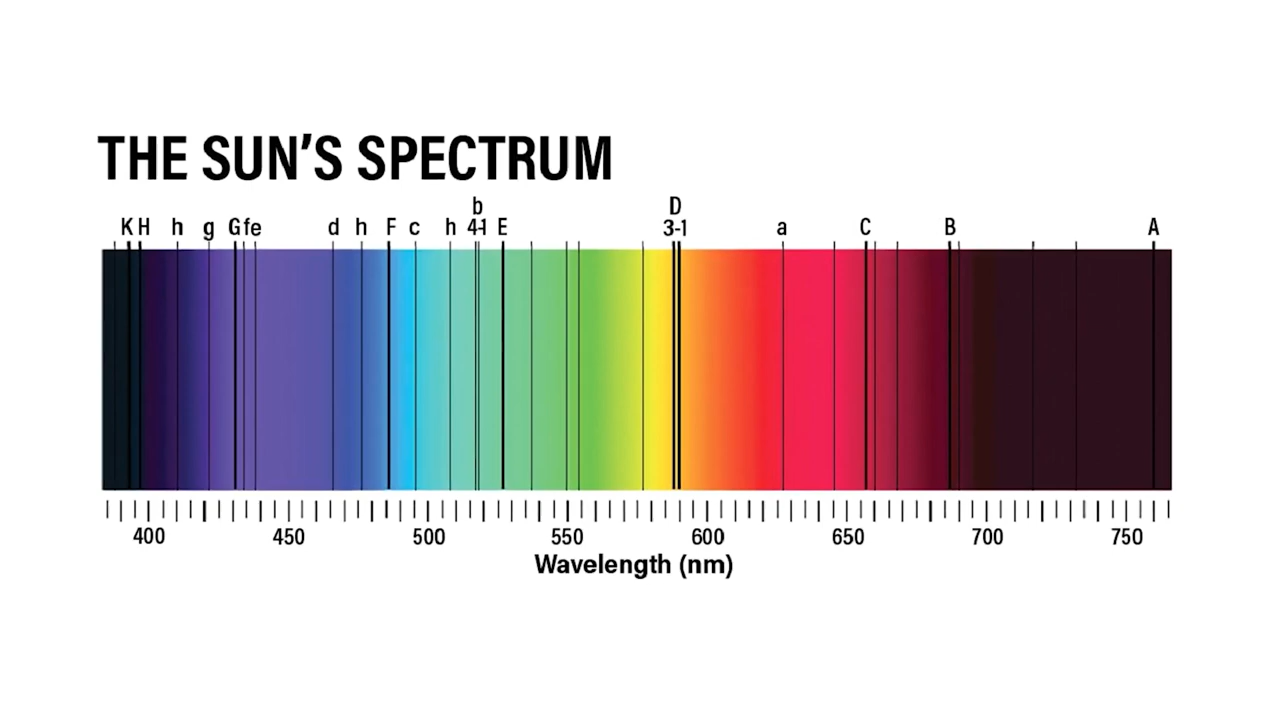 THE SUN'S SPECTRUM
b D
K H h g G f e d h F c h 4-1 E 3-1 a C B A
400 450 500 550 600 650 700 750
Wavelength (nm)